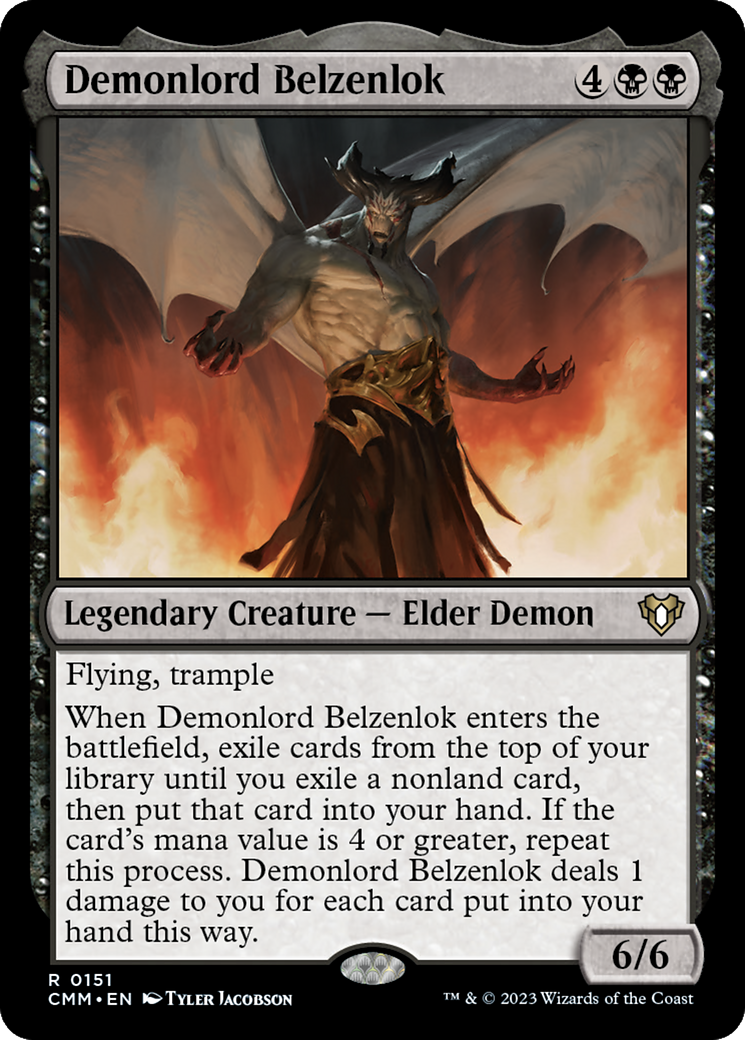 Demonlord Belzenlok 4
Legendary Creature — Elder Demon
Flying, trample
When Demonlord Belzenlok enters the
battlefield, exile cards from the top of your
library until you exile a nonland card,
then put that card into your hand. If the
card's mana value is 4 or greater, repeat
this process. Demonlord Belzenlok deals 1
damage to you for each card put into your
hand this way.
6/6
R 0151
CMM • EN Tyler Jacobson
™ & © 2023 Wizards of the Coast